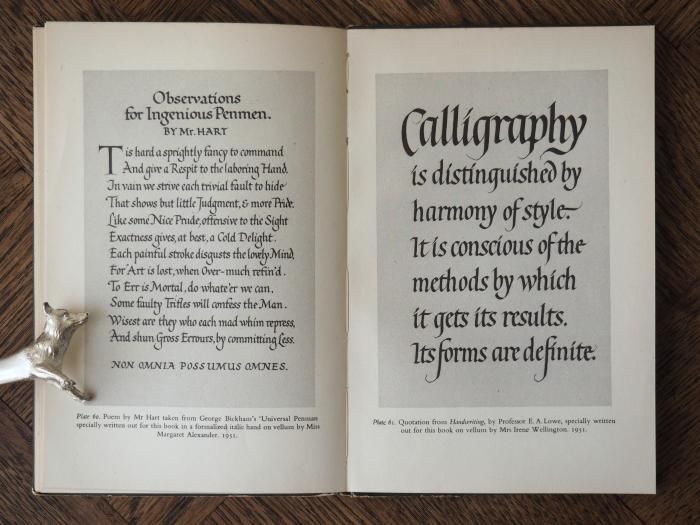 Observations
for Ingenious Penmen.
BY Mr. HART
Tis hard a sprightly fancy to command
And give a Respit to the laboring Hand.
In vain we strive each trivial fault to hide
That shows but little Judgment, & more Pride.
Like some Nice Prude, offensive to the Sight
Exactness gives, at best, a Cold Delight.
Each painful stroke disgusts the lovely Mind,
For Art is lost, when Over-much refin'd.
To Err is Mortal, do whate'er we can,
Some faulty Trifles will confess the Man.
Wisest are they who each mad whim repress,
And shun Gross Errours, by committing Less.
NON OMNIA POSSUMUS OMNES.
Plate 60. Poem by Mr Hart taken from George Bickham's 'Universal Penman'
specially written out for this book in a formalized italic hand on vellum by Miss
Margaret Alexander. 1951.
Calligraphy
is distinguished by
harmony of style.
It is conscious of the
methods by which
it gets its results.
Its forms are definite.
Plate 61. Quotation from Handwriting, by Professor E. A. Lowe, specially written
out for this book on vellum by Mrs Irene Wellington. 1951.